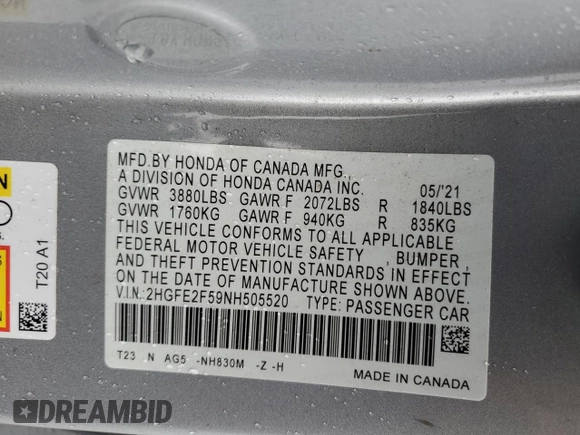 MFD.BY HONDA OF CANADA MFG.,
A DIVISION OF HONDA CANADA INC. 05/'21
GVWR 3880LBS GAWR F 2072LBS R 1840LBS
GVWR 1760KG GAWR F 940KG R 835KG
THIS VEHICLE CONFORMS TO ALL APPLICABLE
FEDERAL MOTOR VEHICLE SAFETY , BUMPER ,
AND THEFT PREVENTION STANDARDS IN EFFECT
ON THE DATE OF MANUFACTURE SHOWN ABOVE.
V.I.N.: 2HGFE2F59NH505520 TYPE: PASSENGER CAR
T23 N AG5 -NH830M -Z -H
MADE IN CANADA
T20 A1
DREAMBID